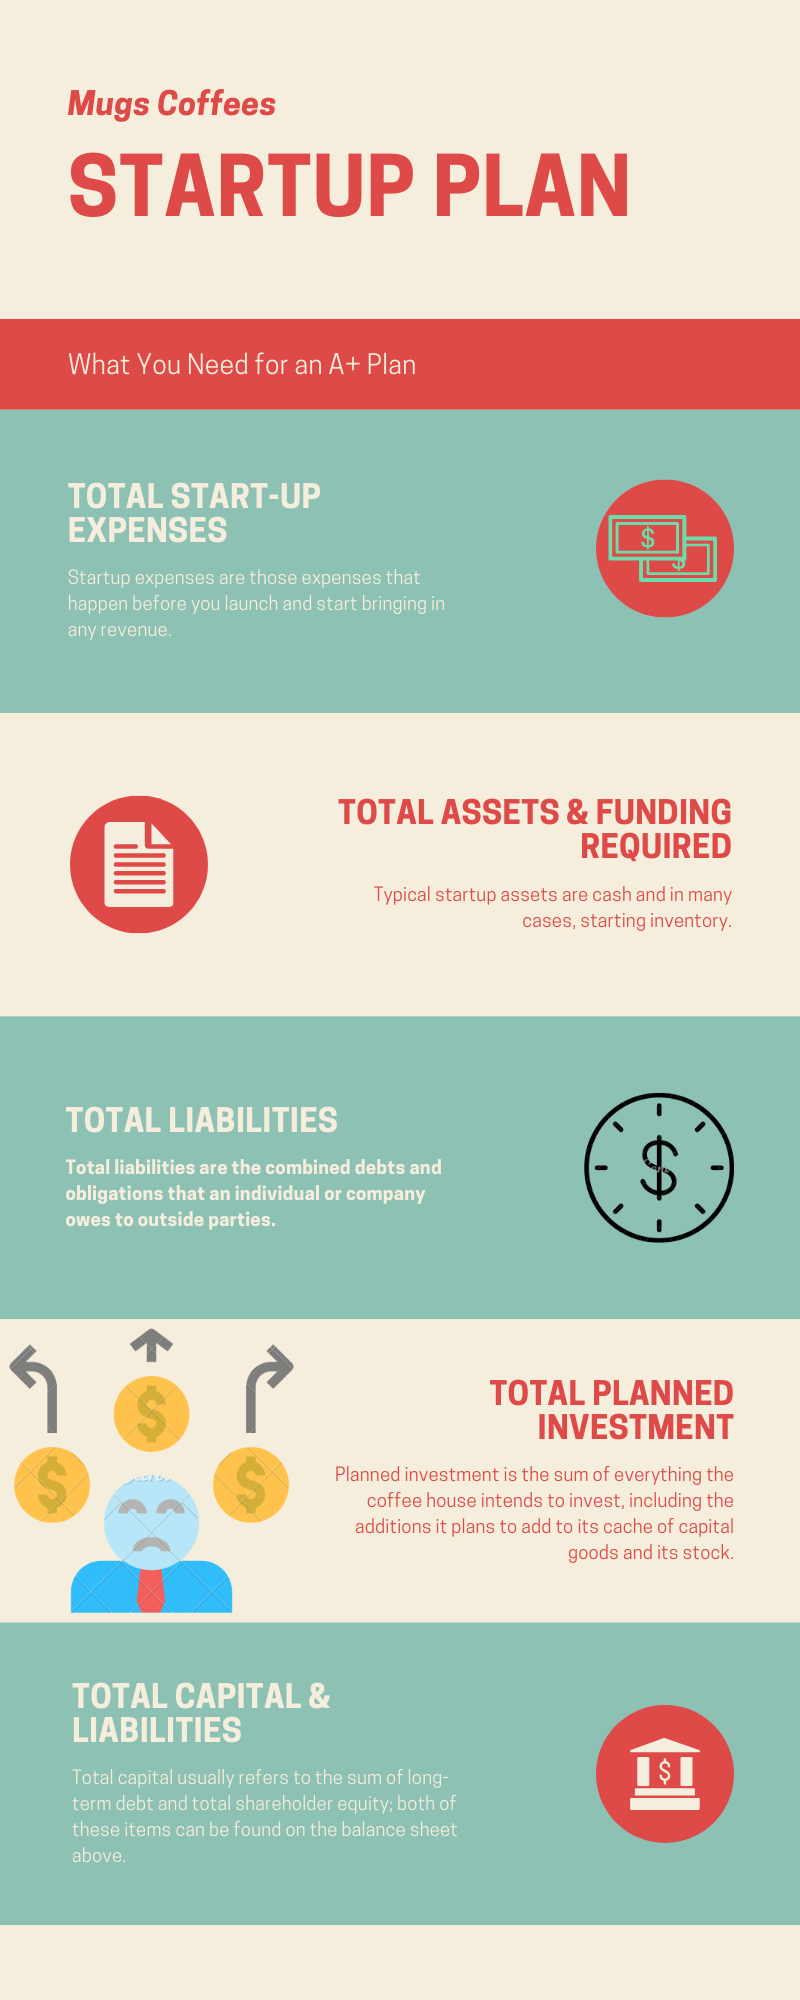 Mugs Coffees
STARTUP PLAN
What You Need for an A+ Plan
TOTAL START-UP
EXPENSES
Startup expenses are those expenses that
happen before you launch and start bringing in
any revenue.
$
$
TOTAL ASSETS & FUNDING
REQUIRED
Typical startup assets are cash and in many
cases, starting inventory.
TOTAL LIABILITIES
Total liabilities are the combined debts and
obligations that an individual or company
owes to outside parties.
$
$
$
$
TOTAL PLANNED
INVESTMENT
Planned investment is the sum of everything the
coffee house intends to invest, including the
additions it plans to add to its cache of capital
goods and its stock.
TOTAL CAPITAL &
LIABILITIES
Total capital usually refers to the sum of long-
term debt and total shareholder equity; both of
these items can be found on the balance sheet
above.
$